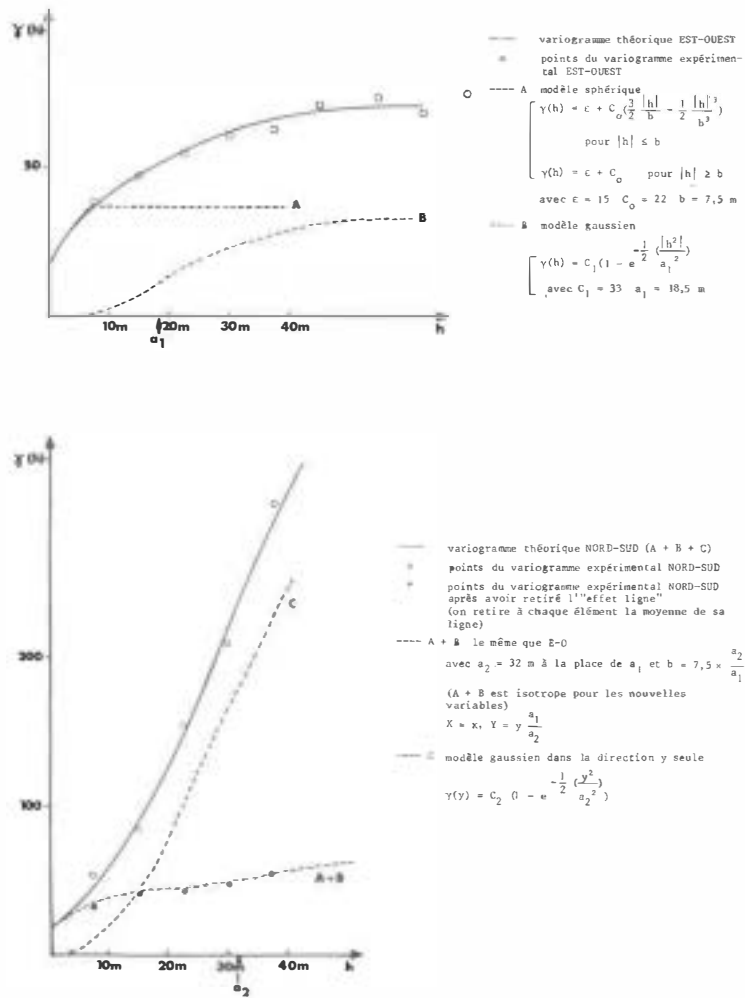 γ(h)
50
A
B
10m
20m
30m
40m
h
a₁
variogramme théorique EST-OUEST
points du variogramme expérimen-
tal EST-OUEST
A modèle sphérique
γ(h) = ε + C₀(3/2 |h|/b - 1/2 |h|³/b³)
pour |h| ≤ b
γ(h) = ε + C₀ pour |h| ≥ b
avec ε = 15 C₀ = 22 b = 7,5 m
B modèle gaussien
γ(h) = C₁(1 - e^(-1/2 (|h²|/a₁²)))
avec C₁ = 33 a₁ = 18,5 m
γ(h)
200
100
C
A+B
10m
20m
30m
40m
h
a₂
variogramme théorique NORD-SUD (A + B + C)
points du variogramme expérimental NORD-SUD
points du variogramme expérimental NORD-SUD
après avoir retiré l'"effet ligne"
(on retire à chaque élément la moyenne de sa
ligne)
A + B le même que E-O
avec a₂ = 32 m à la place de a₁ et b = 7,5 × a₂/a₁
(A + B est isotrope pour les nouvelles
variables)
X = x, Y = y a₁/a₂
C modèle gaussien dans la direction y seule
γ(y) = C₂ (1 - e^(-1/2 (y²/a₂²)))